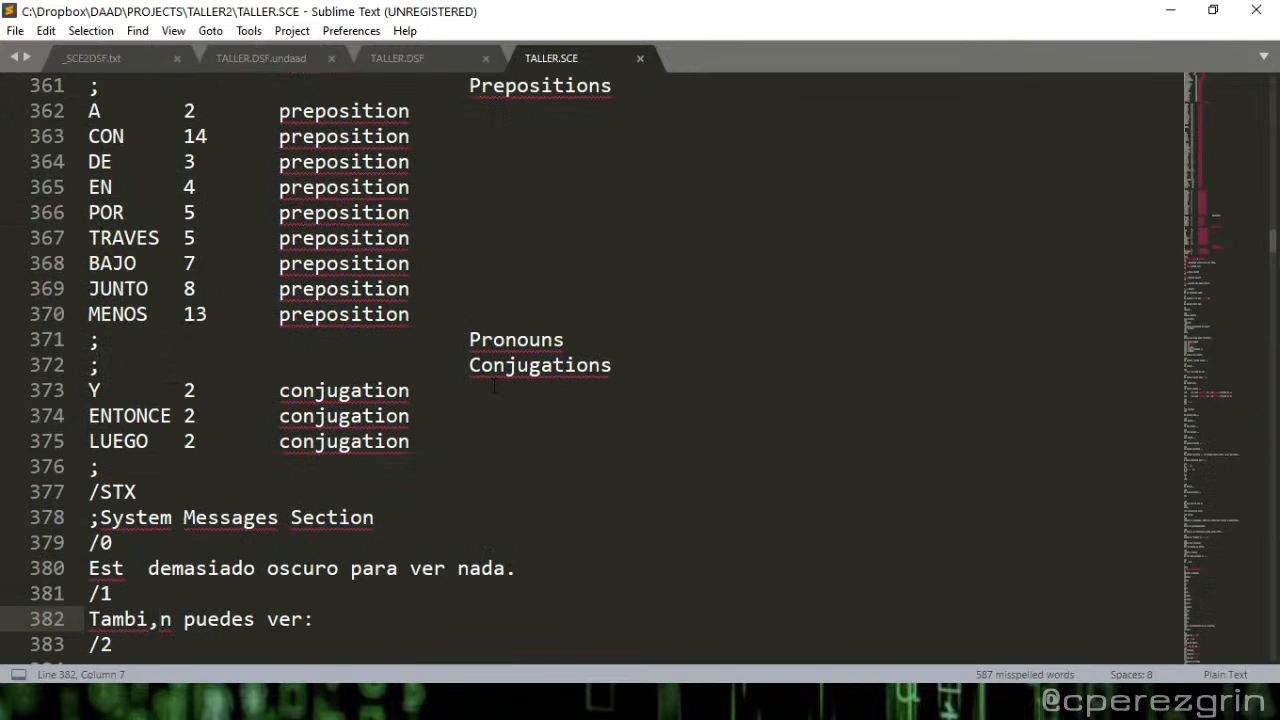 C:\Dropbox\DAAD\PROJECTS\TALLER2\TALLER.SCE - Sublime Text (UNREGISTERED)
File Edit Selection Find View Goto Tools Project Preferences Help
_SCE2DSF.txt TALLER.DSF.undaad TALLER.DSF TALLER.SCE
361 ; Prepositions
362 A 2 preposition
363 CON 14 preposition
364 DE 3 preposition
365 EN 4 preposition
366 POR 5 preposition
367 TRAVES 5 preposition
368 BAJO 7 preposition
369 JUNTO 8 preposition
370 MENOS 13 preposition
371 ; Pronouns
372 ; Conjugations
373 Y 2 conjugation
374 ENTONCE 2 conjugation
375 LUEGO 2 conjugation
376 ;
377 /STX
378 ;System Messages Section
379 /0
380 Est  demasiado oscuro para ver nada.
381 /1
382 Tambi,n puedes ver:
383 /2
Line 382, Column 7 587 misspelled words Spaces: 8 Plain Text
@cperezgrin